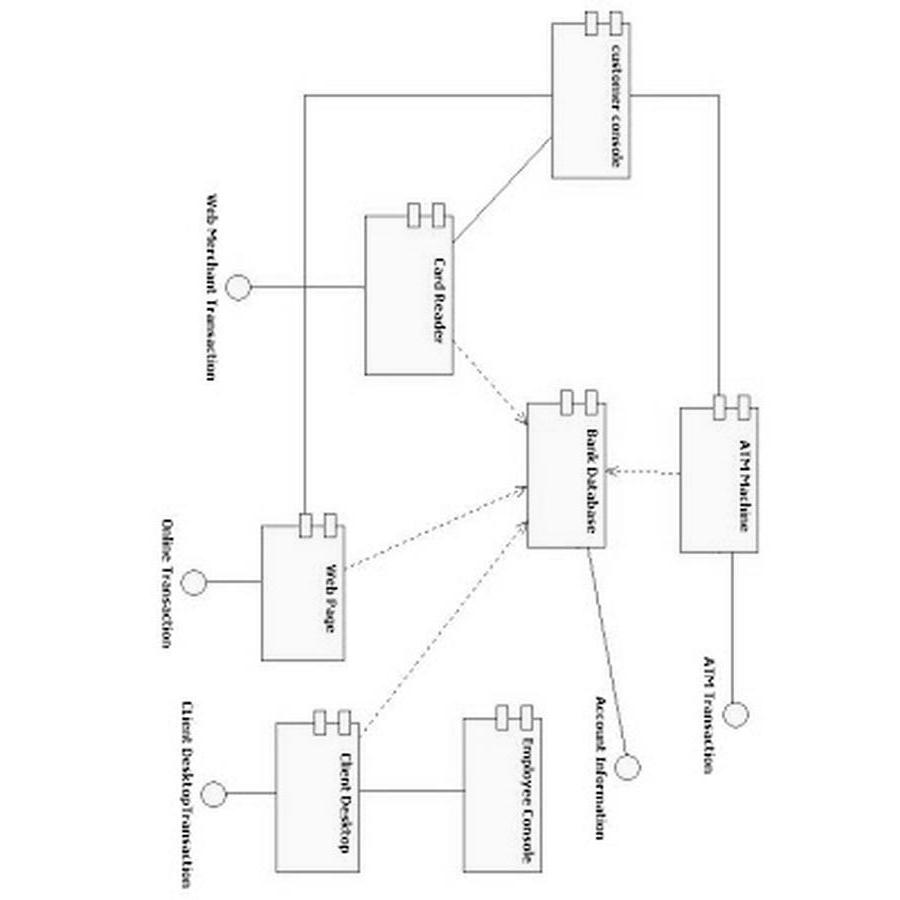 customer console
ATM Machine
ATM Transaction
Card Reader
Web Merchant Transaction
Bank Database
Account Information
Web Page
Online Transaction
Employee Console
Client Desktop
Client DesktopTransaction